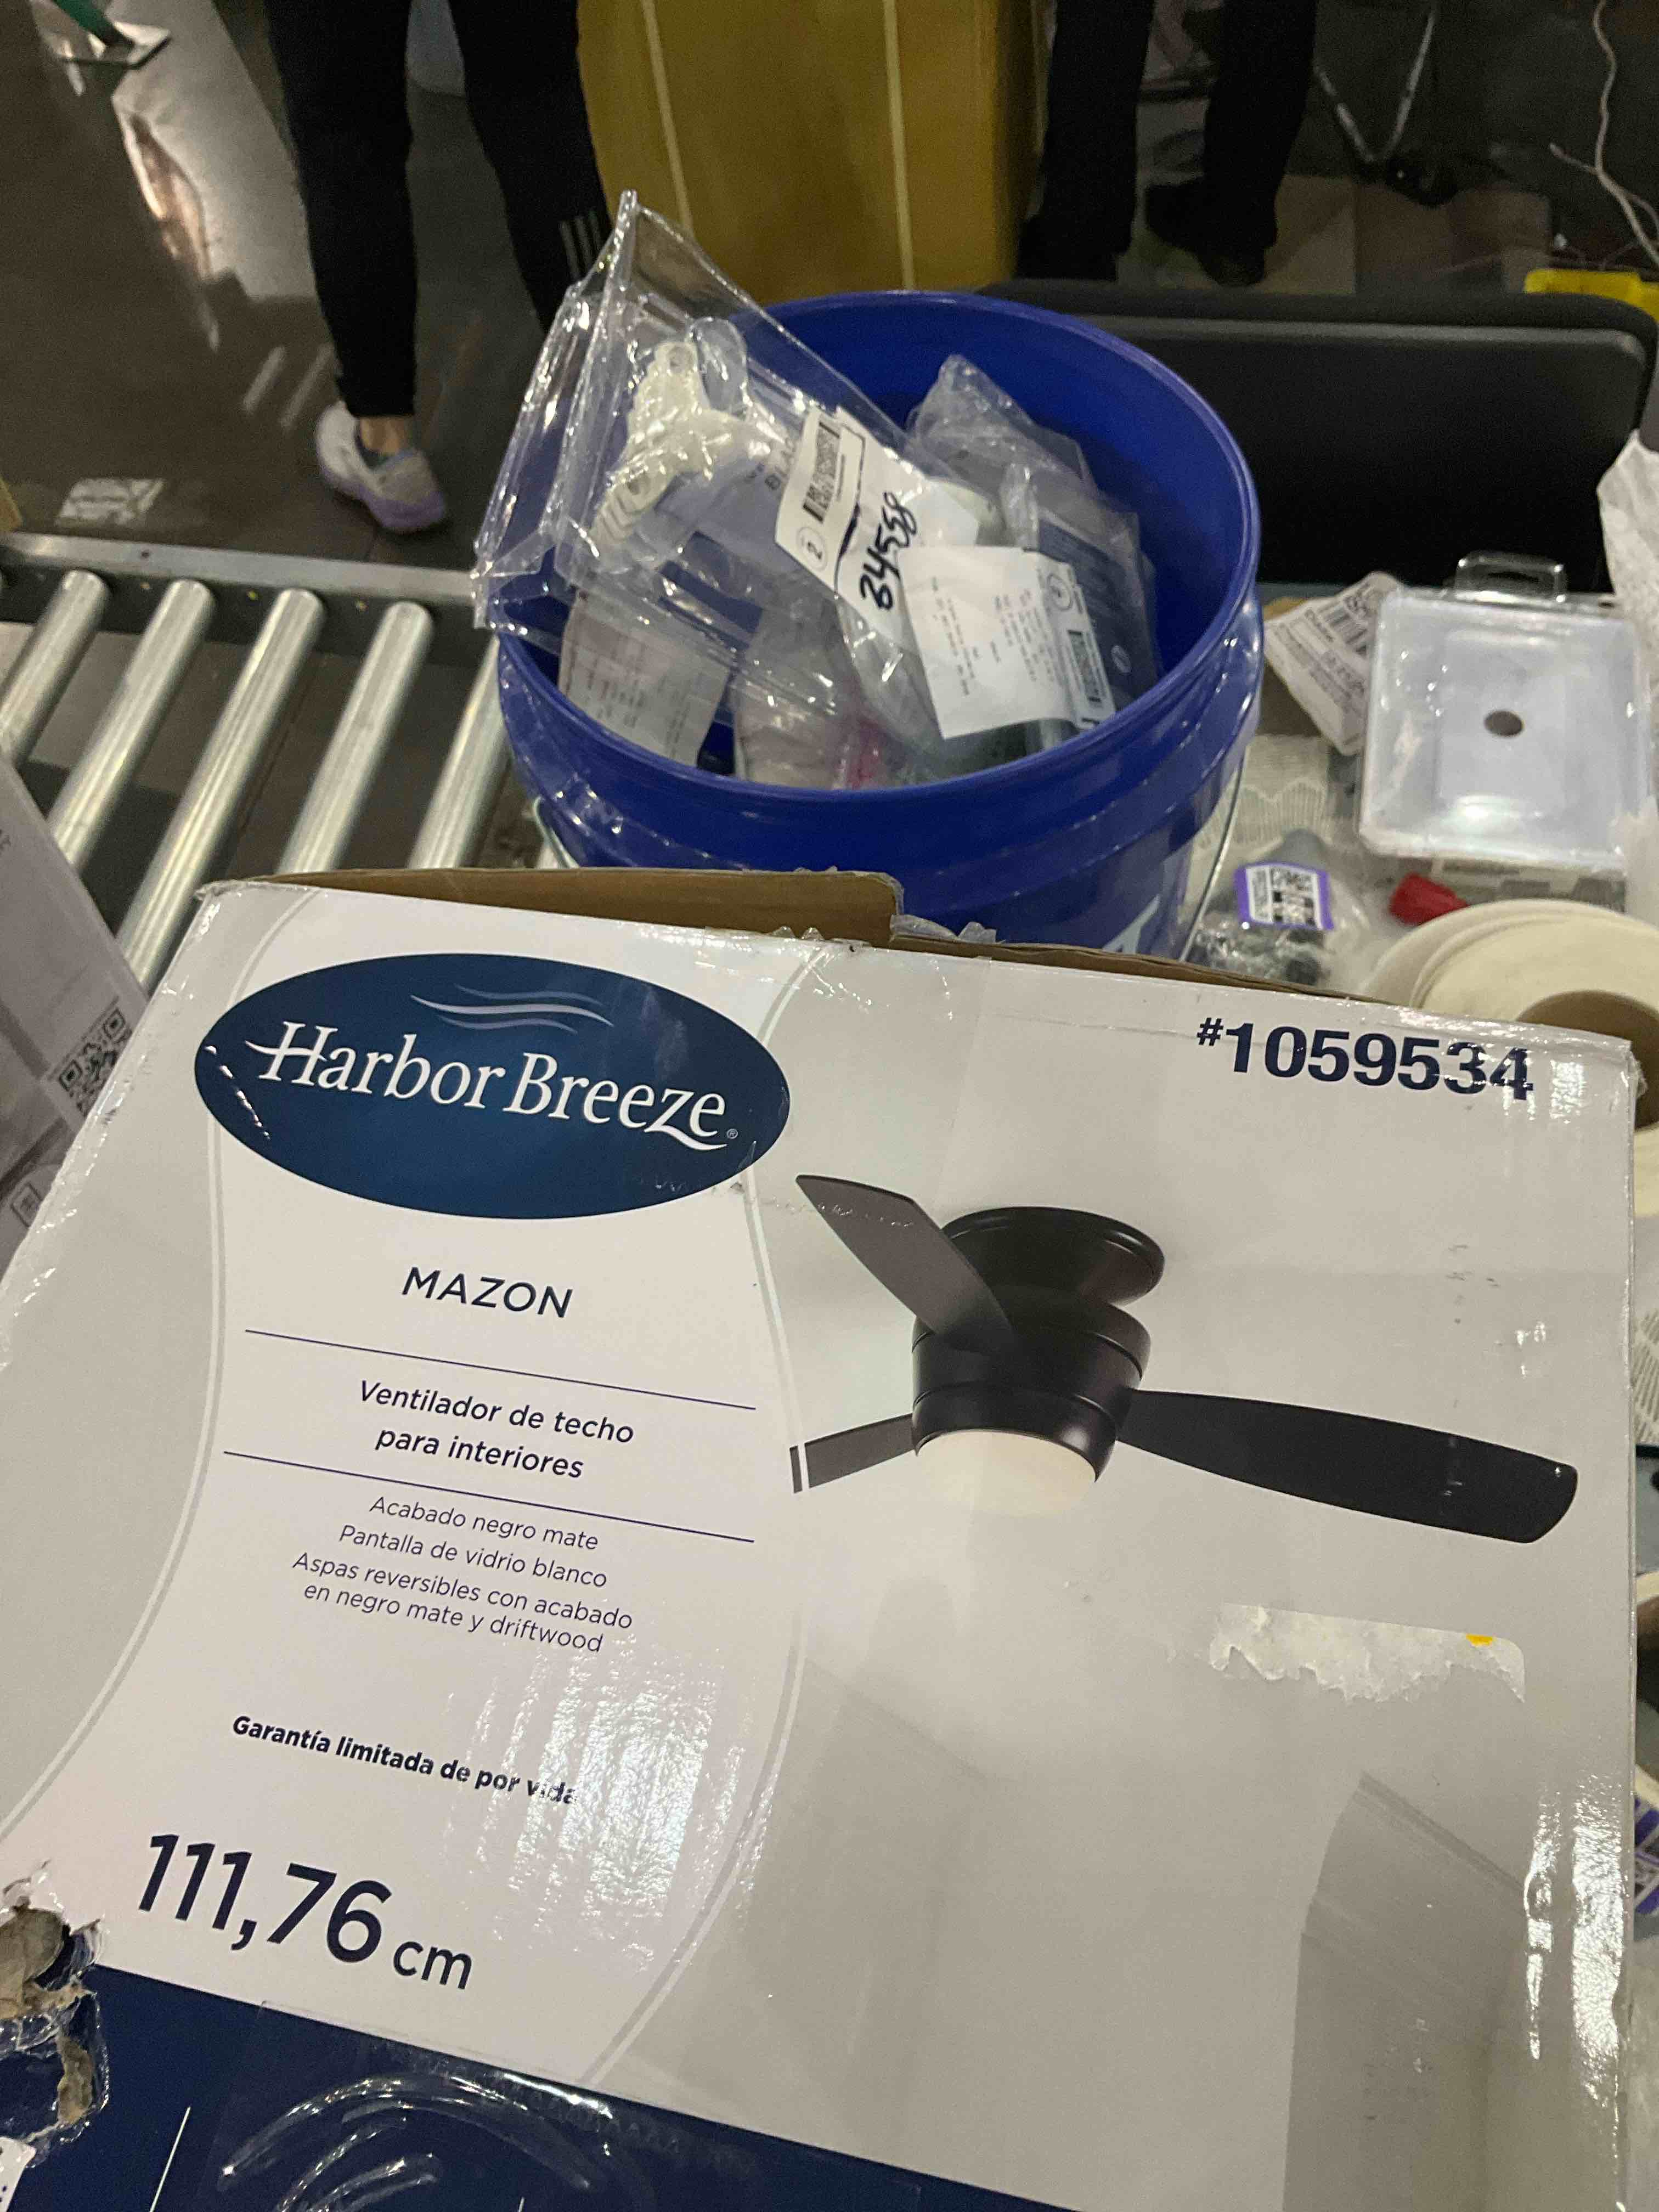 34558
Harbor Breeze®
#1059534
MAZON
Ventilador de techo
para interiores
Acabado negro mate
Pantalla de vidrio blanco
Aspas reversibles con acabado
en negro mate y driftwood
Garantía limitada de por vida
111,76 cm